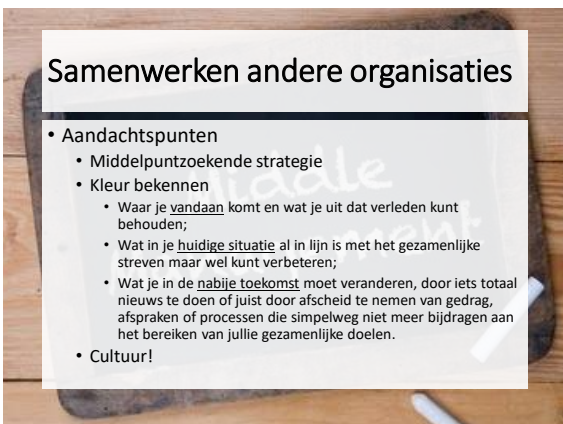 Samenwerken andere organisaties
• Aandachtspunten
• Middelpuntzoekende strategie
• Kleur bekennen
• Waar je vandaan komt en wat je uit dat verleden kunt
behouden;
• Wat in je huidige situatie al in lijn is met het gezamenlijke
streven maar wel kunt verbeteren;
• Wat je in de nabije toekomst moet veranderen, door iets totaal
nieuws te doen of juist door afscheid te nemen van gedrag,
afspraken of processen die simpelweg niet meer bijdragen aan
het bereiken van jullie gezamenlijke doelen.
• Cultuur!
Middle
Management